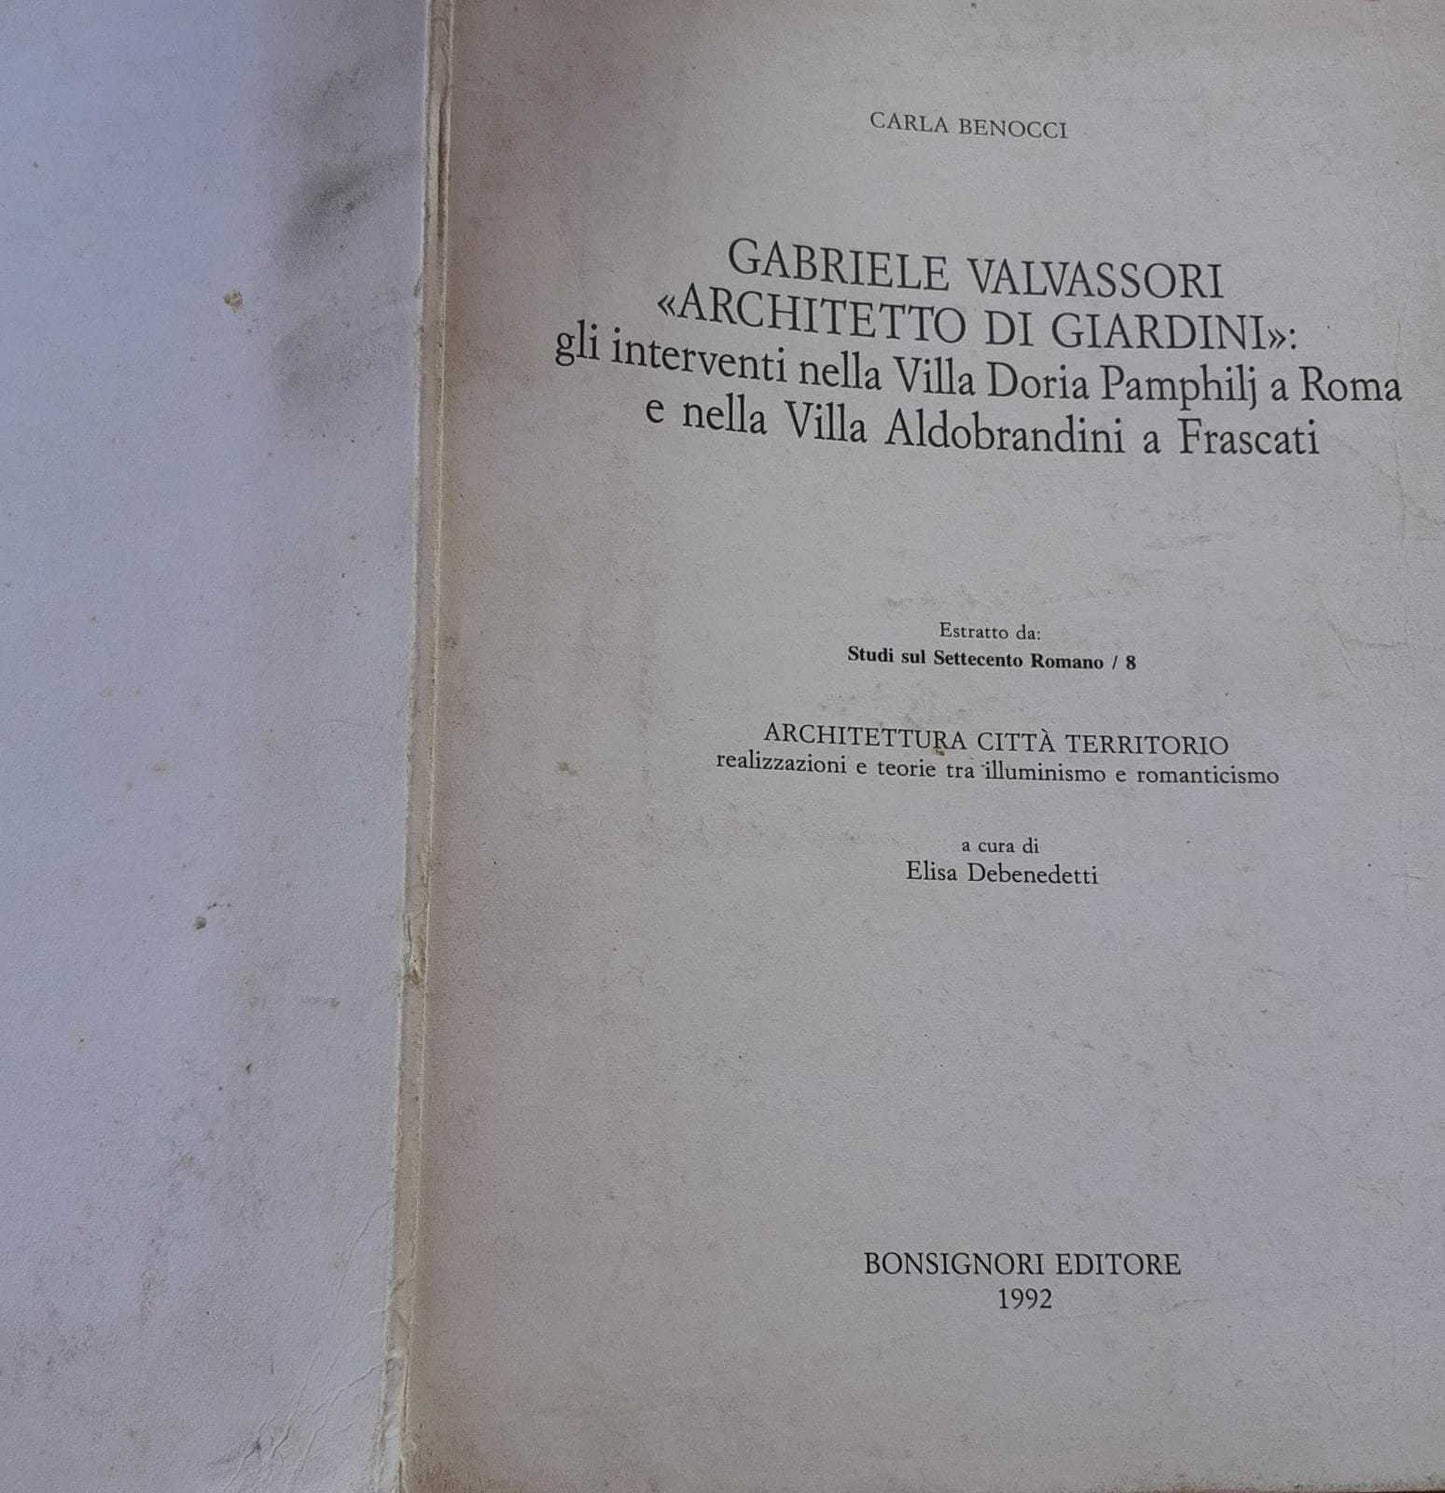 CARLA BENOCCI
GABRIELE VALVASSORI
«ARCHITETTO DI GIARDINI»:
gli interventi nella Villa Doria Pamphilj a Roma
e nella Villa Aldobrandini a Frascati
Estratto da:
Studi sul Settecento Romano / 8
ARCHITETTURA CITTÀ TERRITORIO
realizzazioni e teorie tra illuminismo e romanticismo
a cura di
Elisa Debenedetti
BONSIGNORI EDITORE
1992